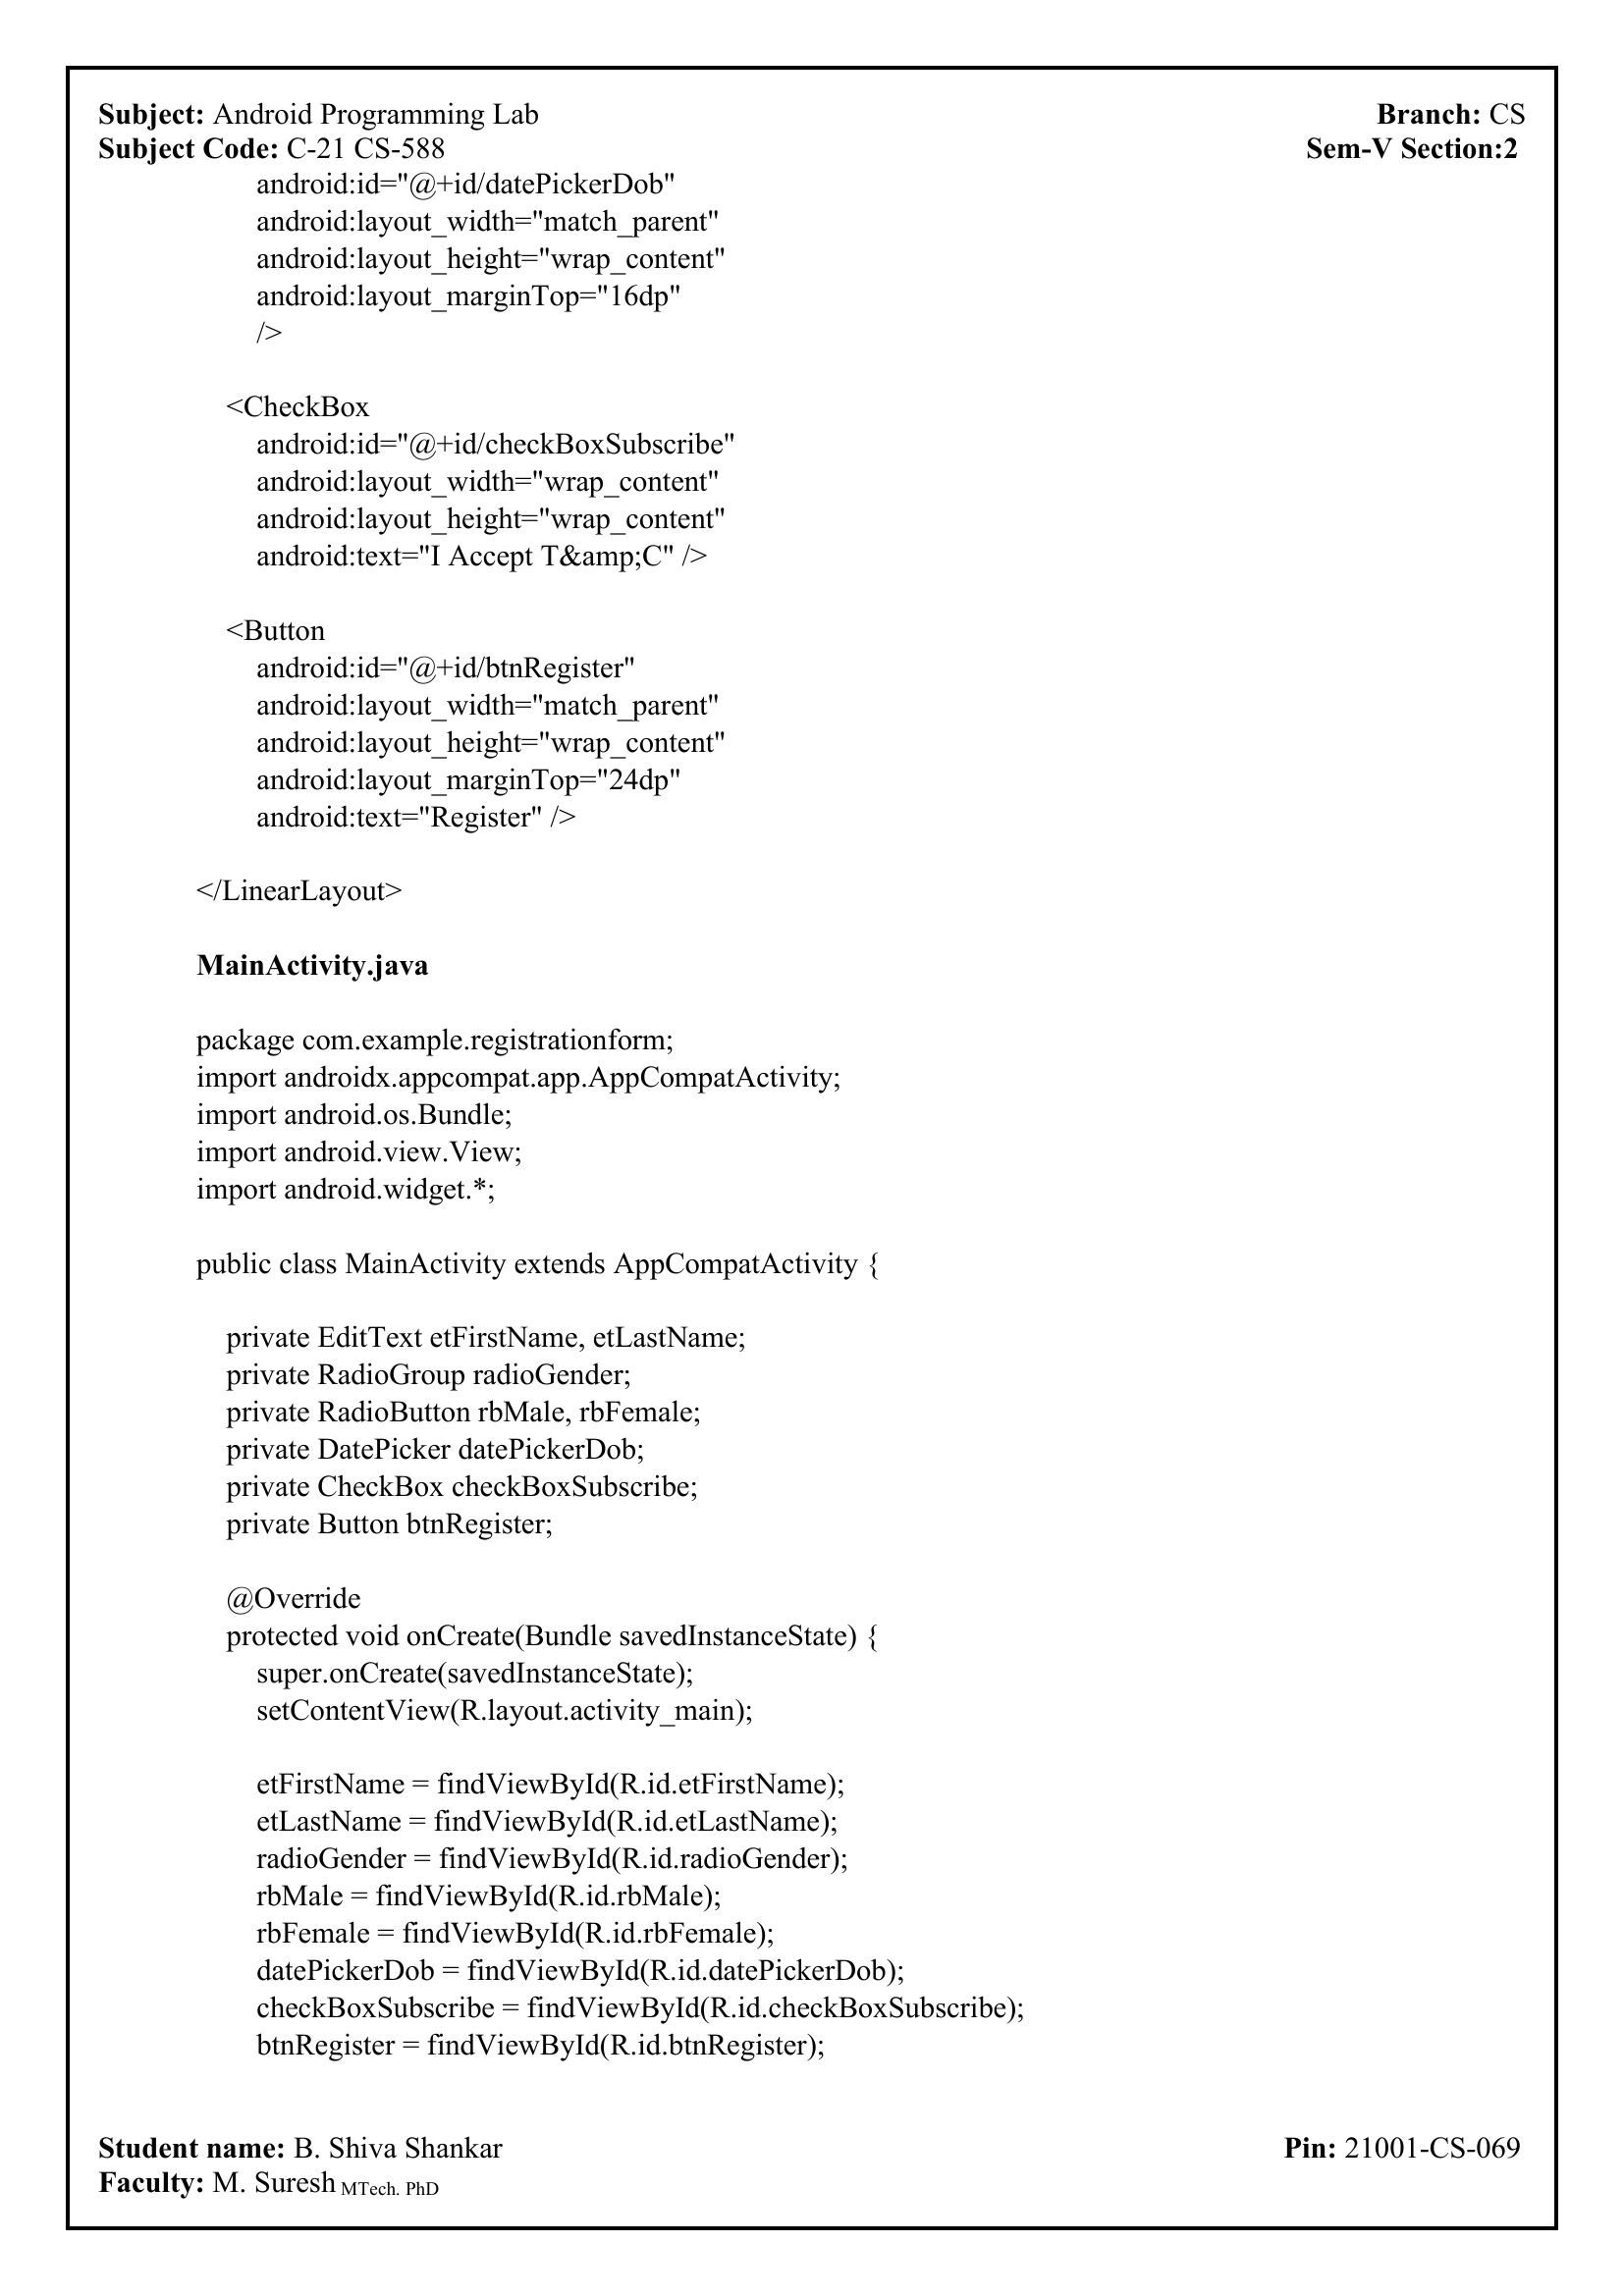 Subject: Android Programming Lab Branch: CS
Subject Code: C-21 CS-588 Sem-V Section:2
android:id="@+id/datePickerDob"
android:layout_width="match_parent"
android:layout_height="wrap_content"
android:layout_marginTop="16dp"
/>
<CheckBox
android:id="@+id/checkBoxSubscribe"
android:layout_width="wrap_content"
android:layout_height="wrap_content"
android:text="I Accept T&amp;C" />
<Button
android:id="@+id/btnRegister"
android:layout_width="match_parent"
android:layout_height="wrap_content"
android:layout_marginTop="24dp"
android:text="Register" />
</LinearLayout>
MainActivity.java
package com.example.registrationform;
import androidx.appcompat.app.AppCompatActivity;
import android.os.Bundle;
import android.view.View;
import android.widget.*;
public class MainActivity extends AppCompatActivity {
private EditText etFirstName, etLastName;
private RadioGroup radioGender;
private RadioButton rbMale, rbFemale;
private DatePicker datePickerDob;
private CheckBox checkBoxSubscribe;
private Button btnRegister;
@Override
protected void onCreate(Bundle savedInstanceState) {
super.onCreate(savedInstanceState);
setContentView(R.layout.activity_main);
etFirstName = findViewById(R.id.etFirstName);
etLastName = findViewById(R.id.etLastName);
radioGender = findViewById(R.id.radioGender);
rbMale = findViewById(R.id.rbMale);
rbFemale = findViewById(R.id.rbFemale);
datePickerDob = findViewById(R.id.datePickerDob);
checkBoxSubscribe = findViewById(R.id.checkBoxSubscribe);
btnRegister = findViewById(R.id.btnRegister);
Student name: B. Shiva Shankar Pin: 21001-CS-069
Faculty: M. Suresh MTech. PhD